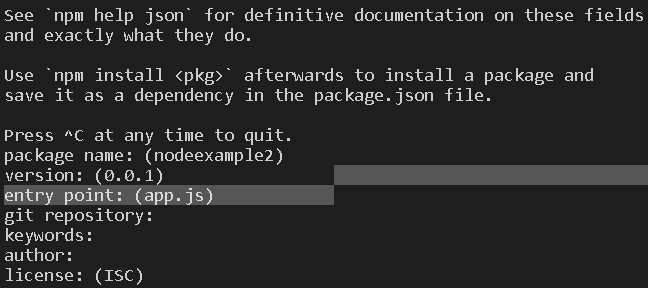 See `npm help json` for definitive documentation on these fields
and exactly what they do.
Use `npm install <pkg>` afterwards to install a package and
save it as a dependency in the package.json file.
Press ^C at any time to quit.
package name: (nodeexample2)
version: (0.0.1)
entry point: (app.js)
git repository:
keywords:
author:
license: (ISC)